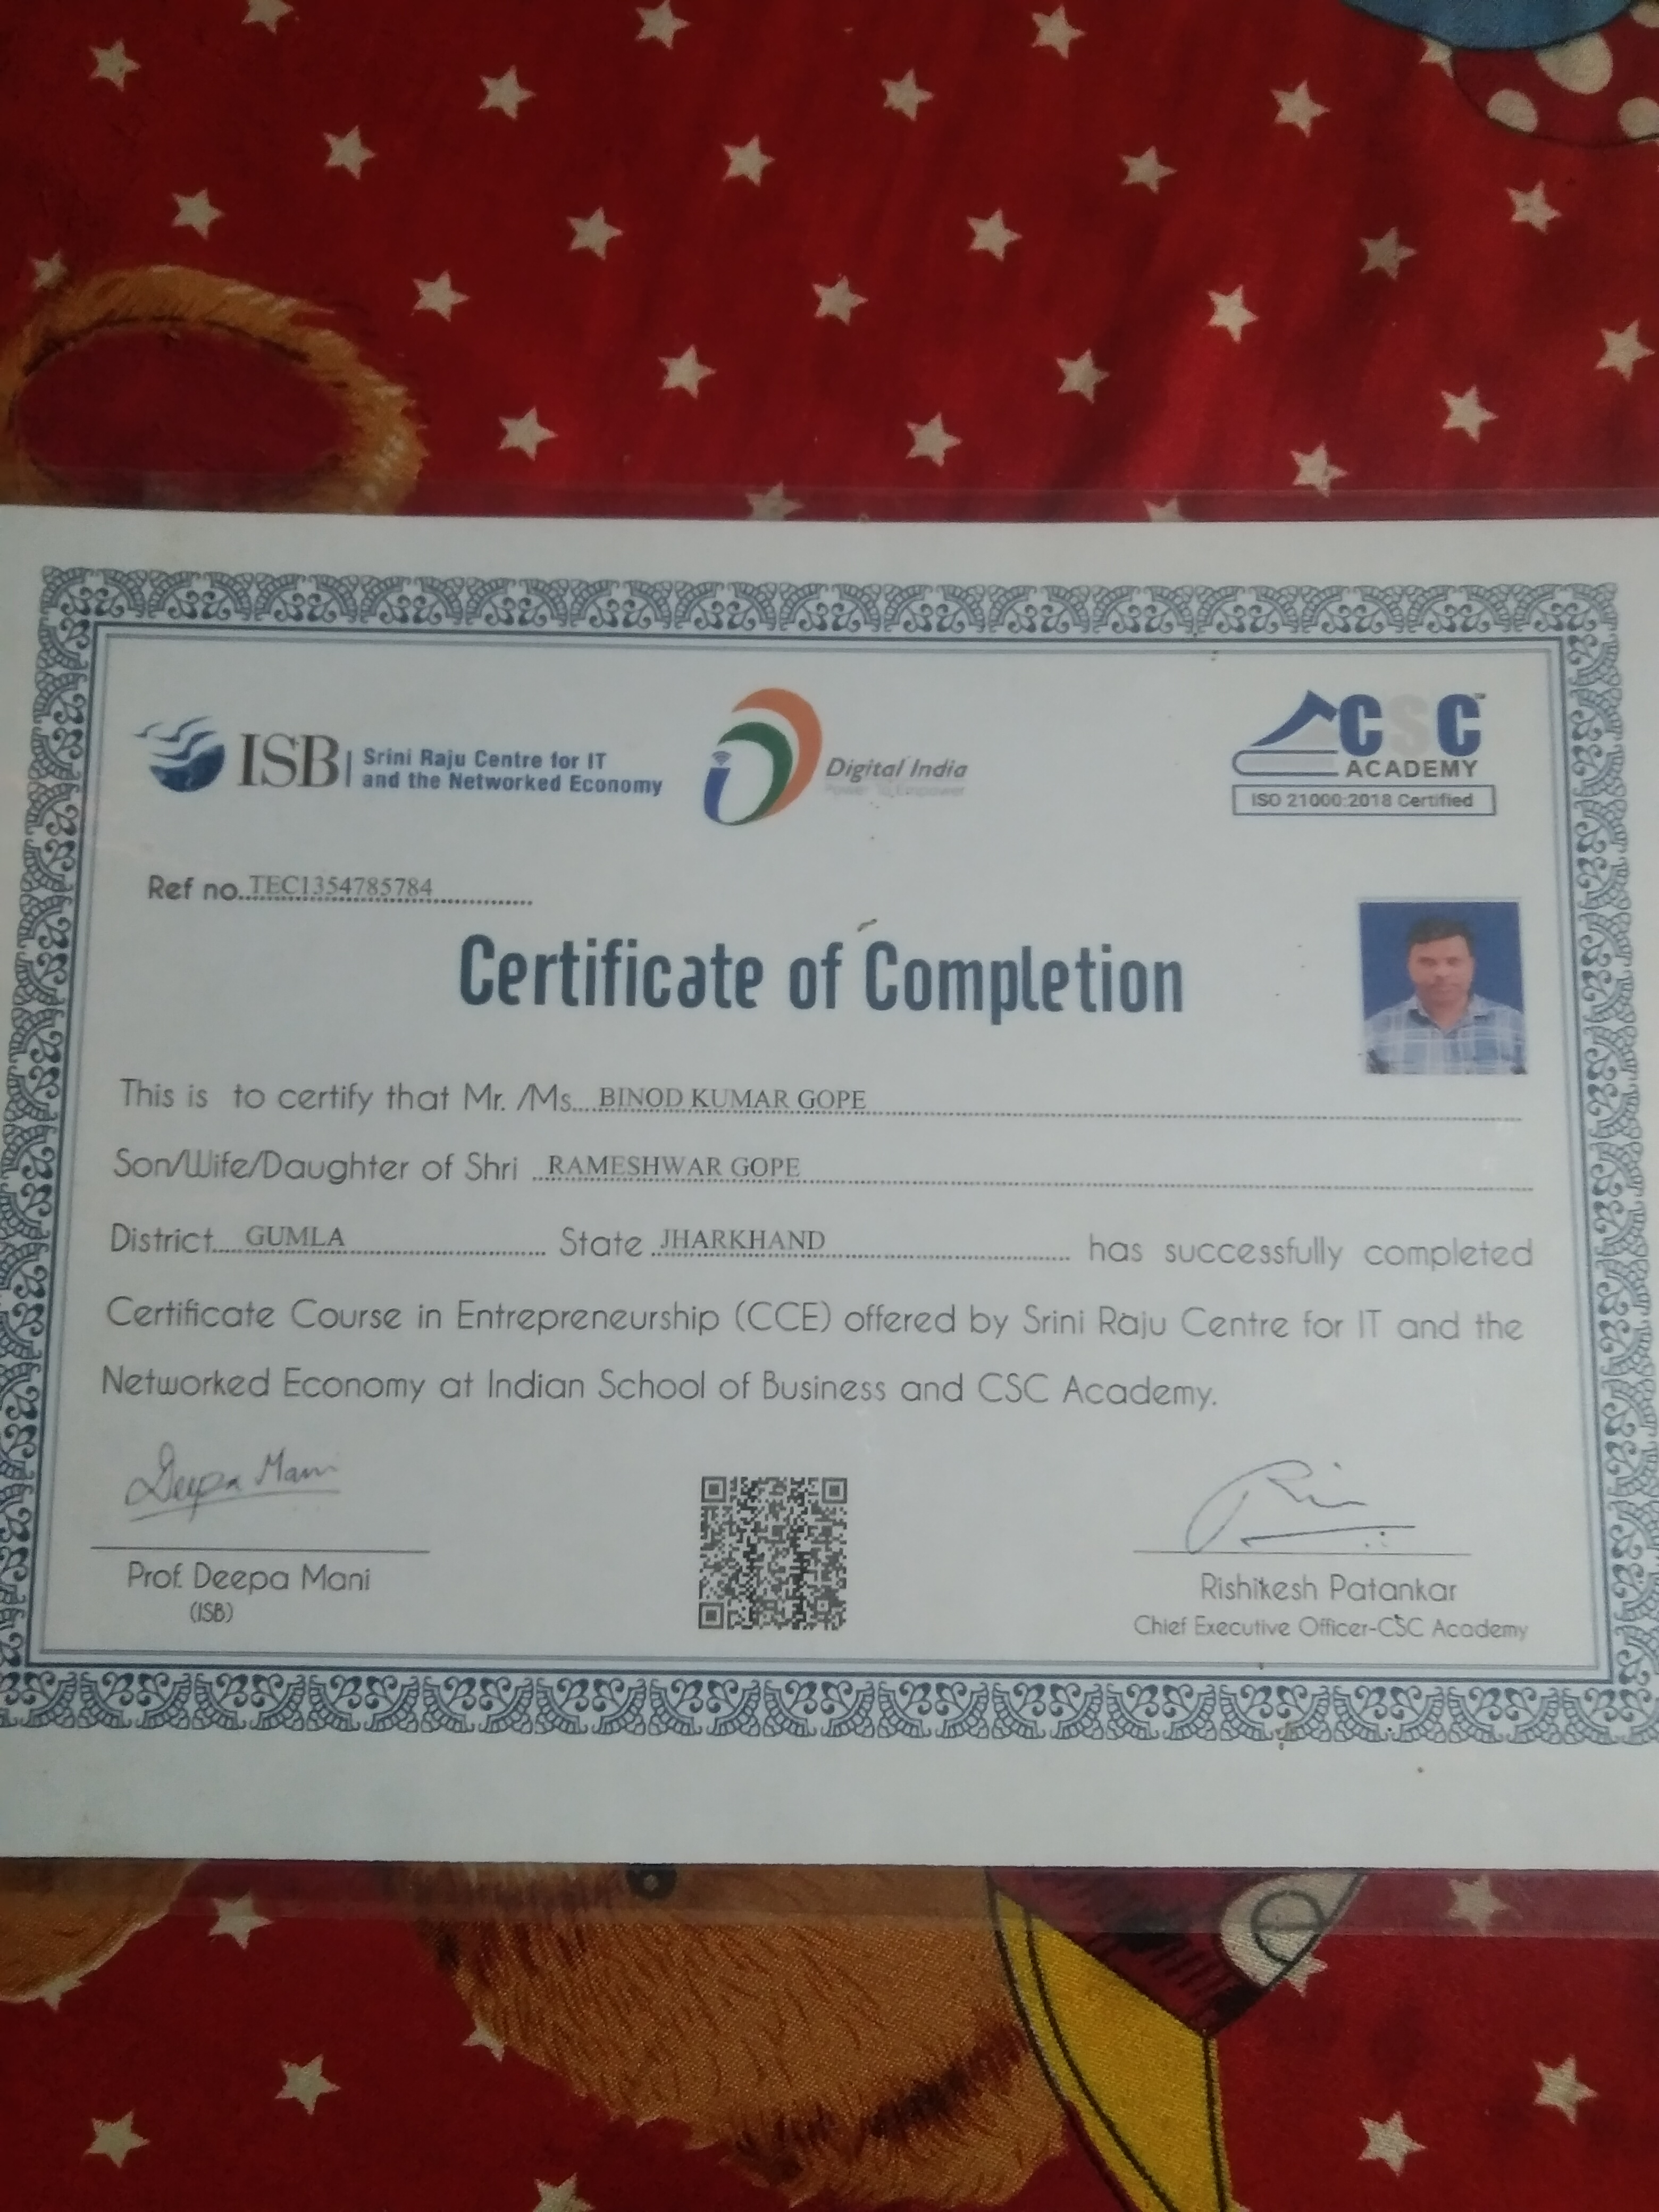 ISB | Srini Raju Centre for IT
and the Networked Economy
Digital India
Power To Empower
CSC™
ACADEMY
ISO 21000:2018 Certified
Ref no. TEC1354785784
Certificate of Completion
This is to certify that Mr. /Ms. BINOD KUMAR GOPE
Son/Wife/Daughter of Shri RAMESHWAR GOPE
District GUMLA State JHARKHAND has successfully completed
Certificate Course in Entrepreneurship (CCE) offered by Srini Raju Centre for IT and the
Networked Economy at Indian School of Business and CSC Academy.
Deepa Mani
Prof. Deepa Mani
(ISB)
Rishikesh Patankar
Chief Executive Officer-CSC Academy